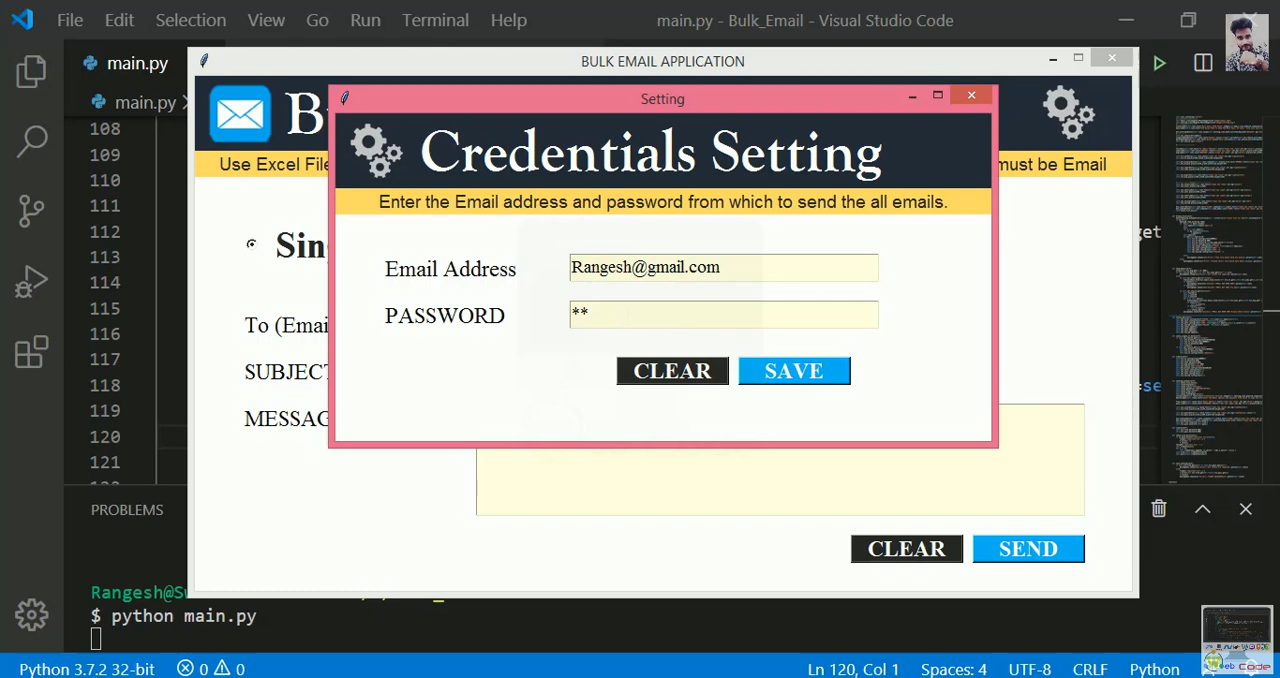 File Edit Selection View Go Run Terminal Help main.py - Bulk_Email - Visual Studio Code
main.py
BULK EMAIL APPLICATION
main.py
Setting
B
Credentials Setting
Use Excel File
must be Email
Enter the Email address and password from which to send the all emails.
108
109
110
111
112
get
113
114
115
116
117
118
=se
119
120
121
Sin
Email Address Rangesh@gmail.com
PASSWORD **
CLEAR SAVE
To (Emai
SUBJECT
MESSAG
CLEAR SEND
PROBLEMS
Rangesh@S
$ python main.py
Python 3.7.2 32-bit 0 0 Ln 120, Col 1 Spaces: 4 UTF-8 CRLF Python
Web Code